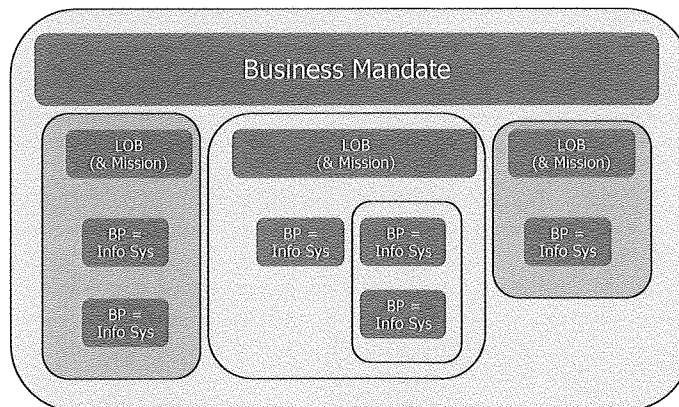 Business Mandate
LOB
(& Mission)
LOB
(& Mission)
LOB
(& Mission)
BP =
Info Sys
BP =
Info Sys
BP =
Info Sys
BP =
Info Sys
BP =
Info Sys
BP =
Info Sys